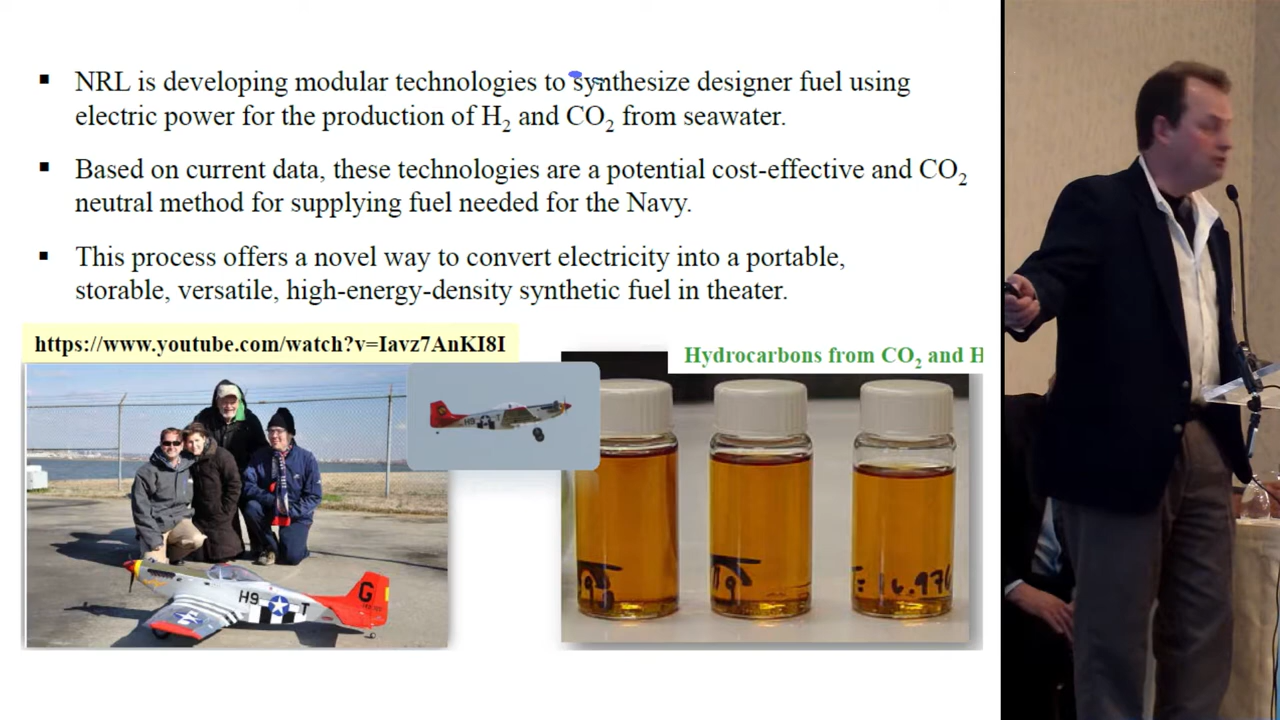 ▪ NRL is developing modular technologies to synthesize designer fuel using
electric power for the production of H₂ and CO₂ from seawater.
▪ Based on current data, these technologies are a potential cost-effective and CO₂
neutral method for supplying fuel needed for the Navy.
▪ This process offers a novel way to convert electricity into a portable,
storable, versatile, high-energy-density synthetic fuel in theater.
https://www.youtube.com/watch?v=Iavz7AnKI8I
Hydrocarbons from CO₂ and H
H9 T
H9 T
G